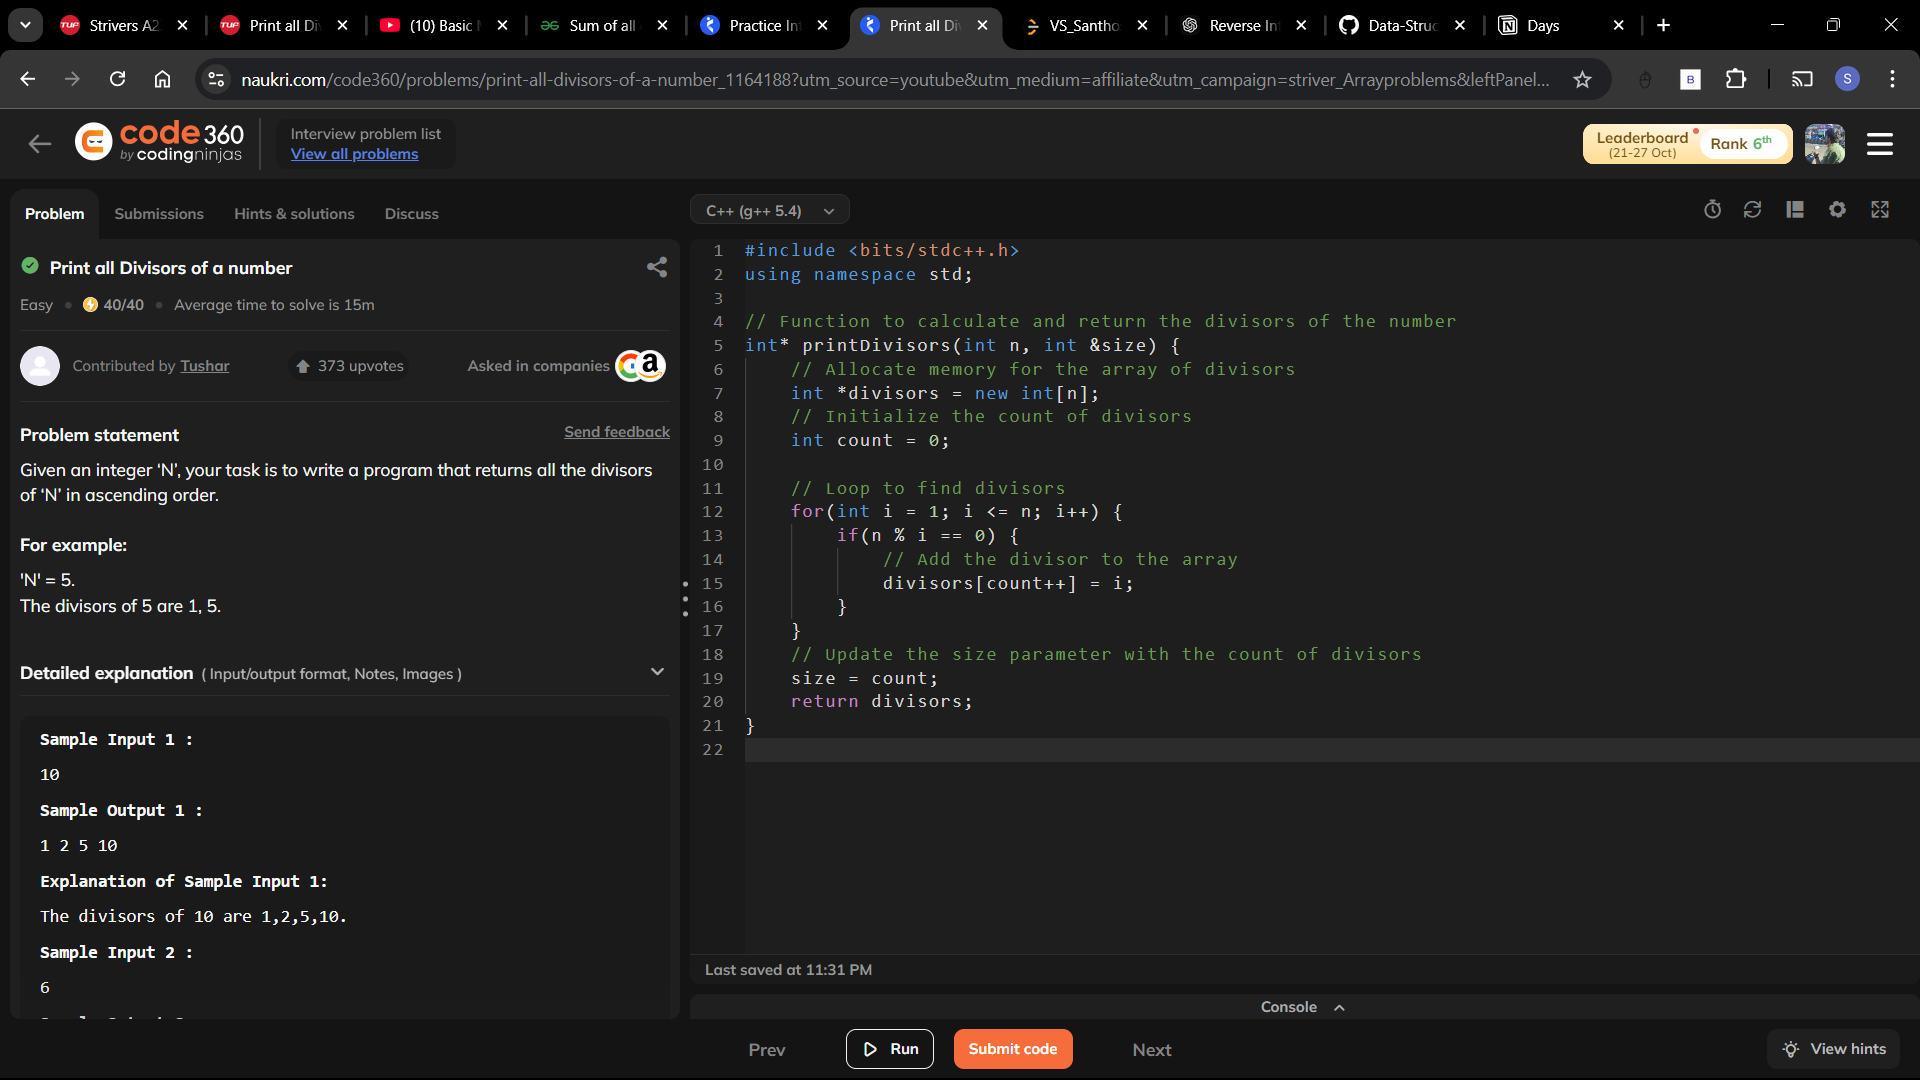 Strivers A2
Print all Di
(10) Basic M
Sum of all
Practice Int
Print all Di
VS_Santho
Reverse Int
Data-Struc
Days
naukri.com/code360/problems/print-all-divisors-of-a-number_1164188?utm_source=youtube&utm_medium=affiliate&utm_campaign=striver_Arrayproblems&leftPanel...
B
S
code 360
by codingninjas
Interview problem list
View all problems
Leaderboard
(21-27 Oct)
Rank 6th
Problem
Submissions
Hints & solutions
Discuss
C++ (g++ 5.4)
Print all Divisors of a number
Easy
40/40
Average time to solve is 15m
Contributed by Tushar
373 upvotes
Asked in companies
Problem statement
Send feedback
Given an integer ‘N’, your task is to write a program that returns all the divisors
of ‘N’ in ascending order.
For example:
'N' = 5.
The divisors of 5 are 1, 5.
Detailed explanation ( Input/output format, Notes, Images )
Sample Input 1 :
10
Sample Output 1 :
1 2 5 10
Explanation of Sample Input 1:
The divisors of 10 are 1,2,5,10.
Sample Input 2 :
6
1 #include <bits/stdc++.h>
2 using namespace std;
3
4 // Function to calculate and return the divisors of the number
5 int* printDivisors(int n, int &size) {
6 // Allocate memory for the array of divisors
7 int *divisors = new int[n];
8 // Initialize the count of divisors
9 int count = 0;
10
11 // Loop to find divisors
12 for(int i = 1; i <= n; i++) {
13 if(n % i == 0) {
14 // Add the divisor to the array
15 divisors[count++] = i;
16 }
17 }
18 // Update the size parameter with the count of divisors
19 size = count;
20 return divisors;
21 }
22
Last saved at 11:31 PM
Console
Prev
Run
Submit code
Next
View hints